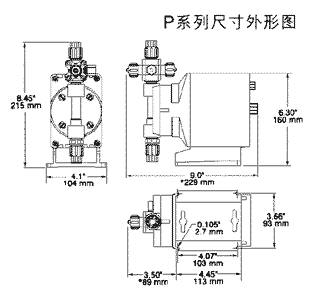 P系列尺寸外形图
8.45"
215 mm
6.30"
160 mm
4.1"
104 mm
9.0"
*229 mm
0.105"
2.7 mm
3.66"
93 mm
4.07"
103 mm
3.50"
*89 mm
4.45"
113 mm